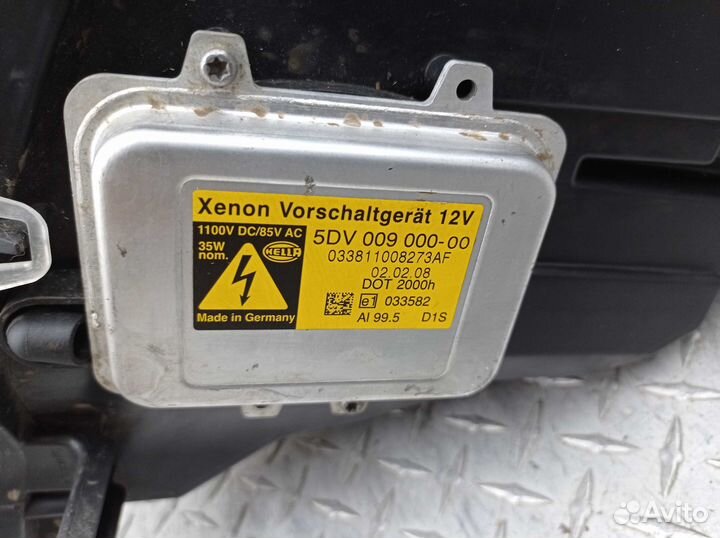 Xenon Vorschaltgerät 12V
1100V DC/85V AC
35W
nom.
HELLA
Made in Germany
5DV 009 000-00
033811008273AF
02.02.08
DOT 2000h
e1 033582
AI 99.5 D1S
Avito